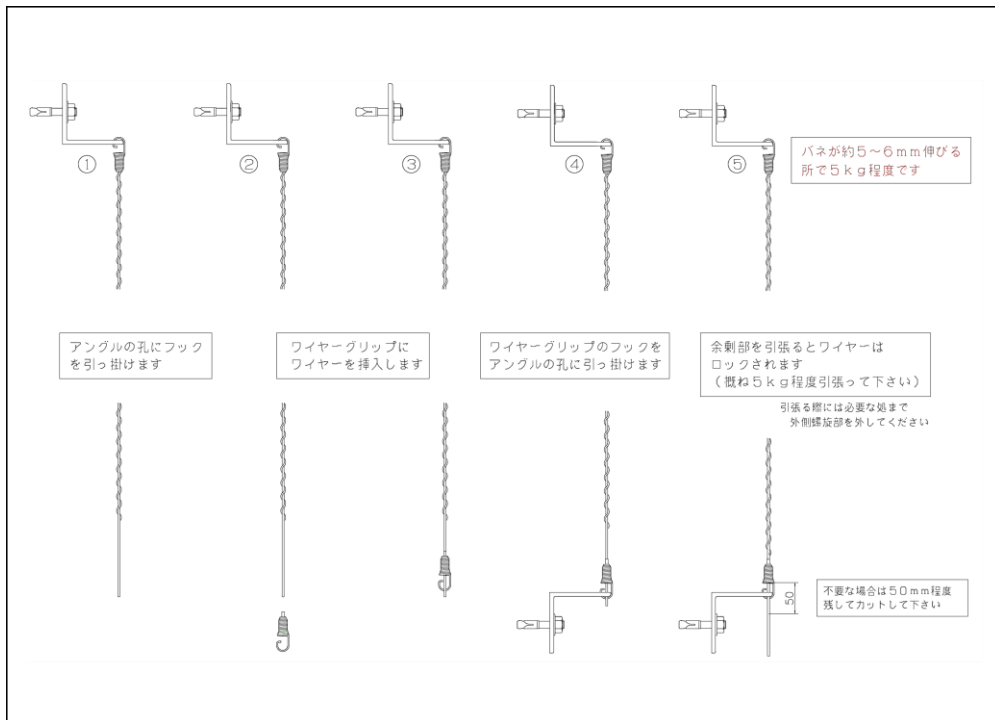 ①
②
③
④
⑤
バネが約5～6mm伸びる
所で5kg程度です
アングルの孔にフック
を引っ掛けます
ワイヤーグリップに
ワイヤーを挿入します
ワイヤーグリップのフックを
アングルの孔に引っ掛けます
余剰部を引張るとワイヤーは
ロックされます
(概ね5kg程度引張って下さい)
引張る際には必要な処まで
外側螺旋部を外してください
50
不要な場合は50mm程度
残してカットして下さい